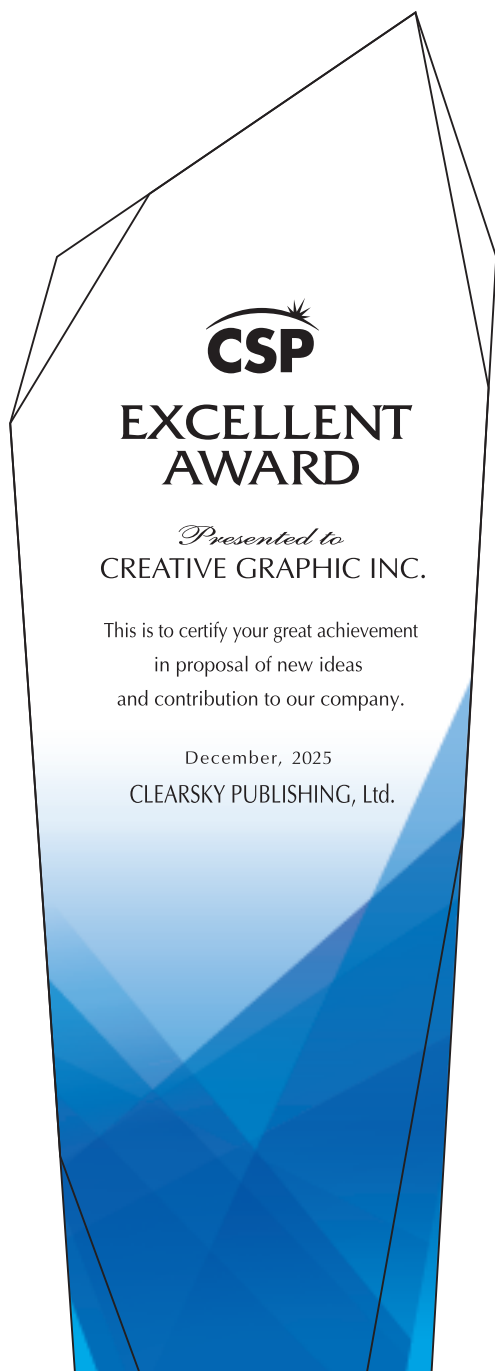 CSP
EXCELLENT
AWARD
Presented to
CREATIVE GRAPHIC INC.
This is to certify your great achievement
in proposal of new ideas
and contribution to our company.
December, 2025
CLEARSKY PUBLISHING, Ltd.